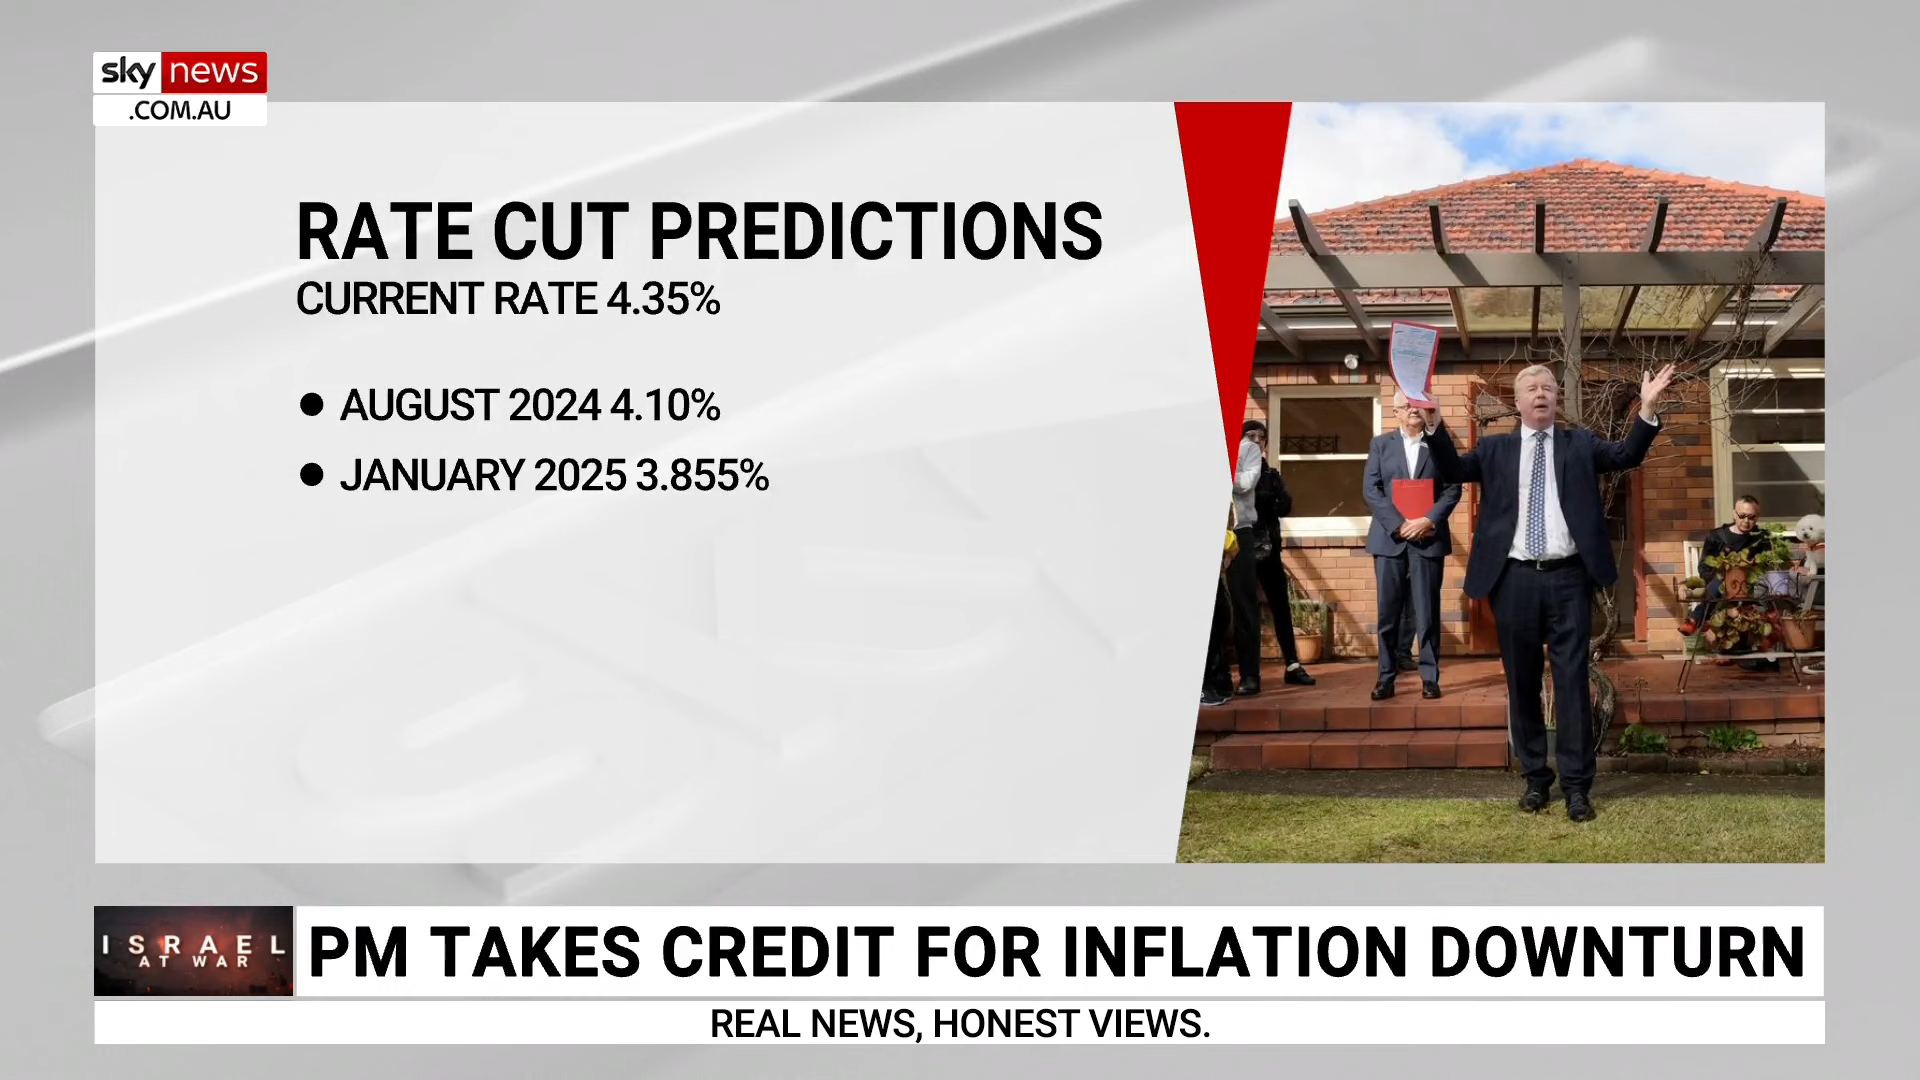 sky news
.COM.AU
RATE CUT PREDICTIONS
CURRENT RATE 4.35%
● AUGUST 2024 4.10%
● JANUARY 2025 3.855%
ISRAEL
AT WAR
PM TAKES CREDIT FOR INFLATION DOWNTURN
REAL NEWS, HONEST VIEWS.